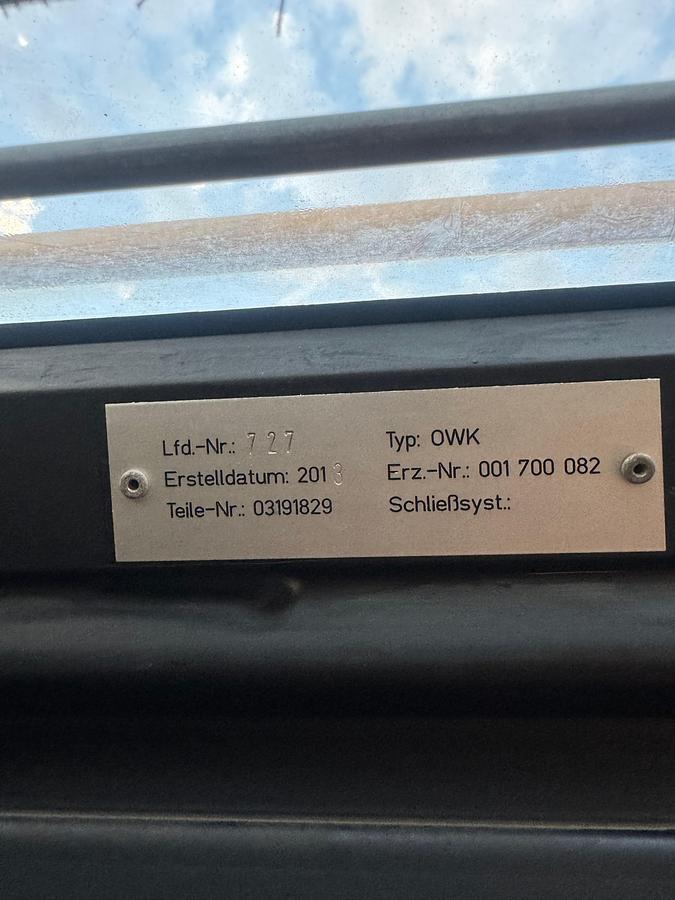 Lfd.-Nr.: 727
Erstelldatum: 2013
Teile-Nr.: 03191829
Typ: OWK
Erz.-Nr.: 001 700 082
Schließsyst.: